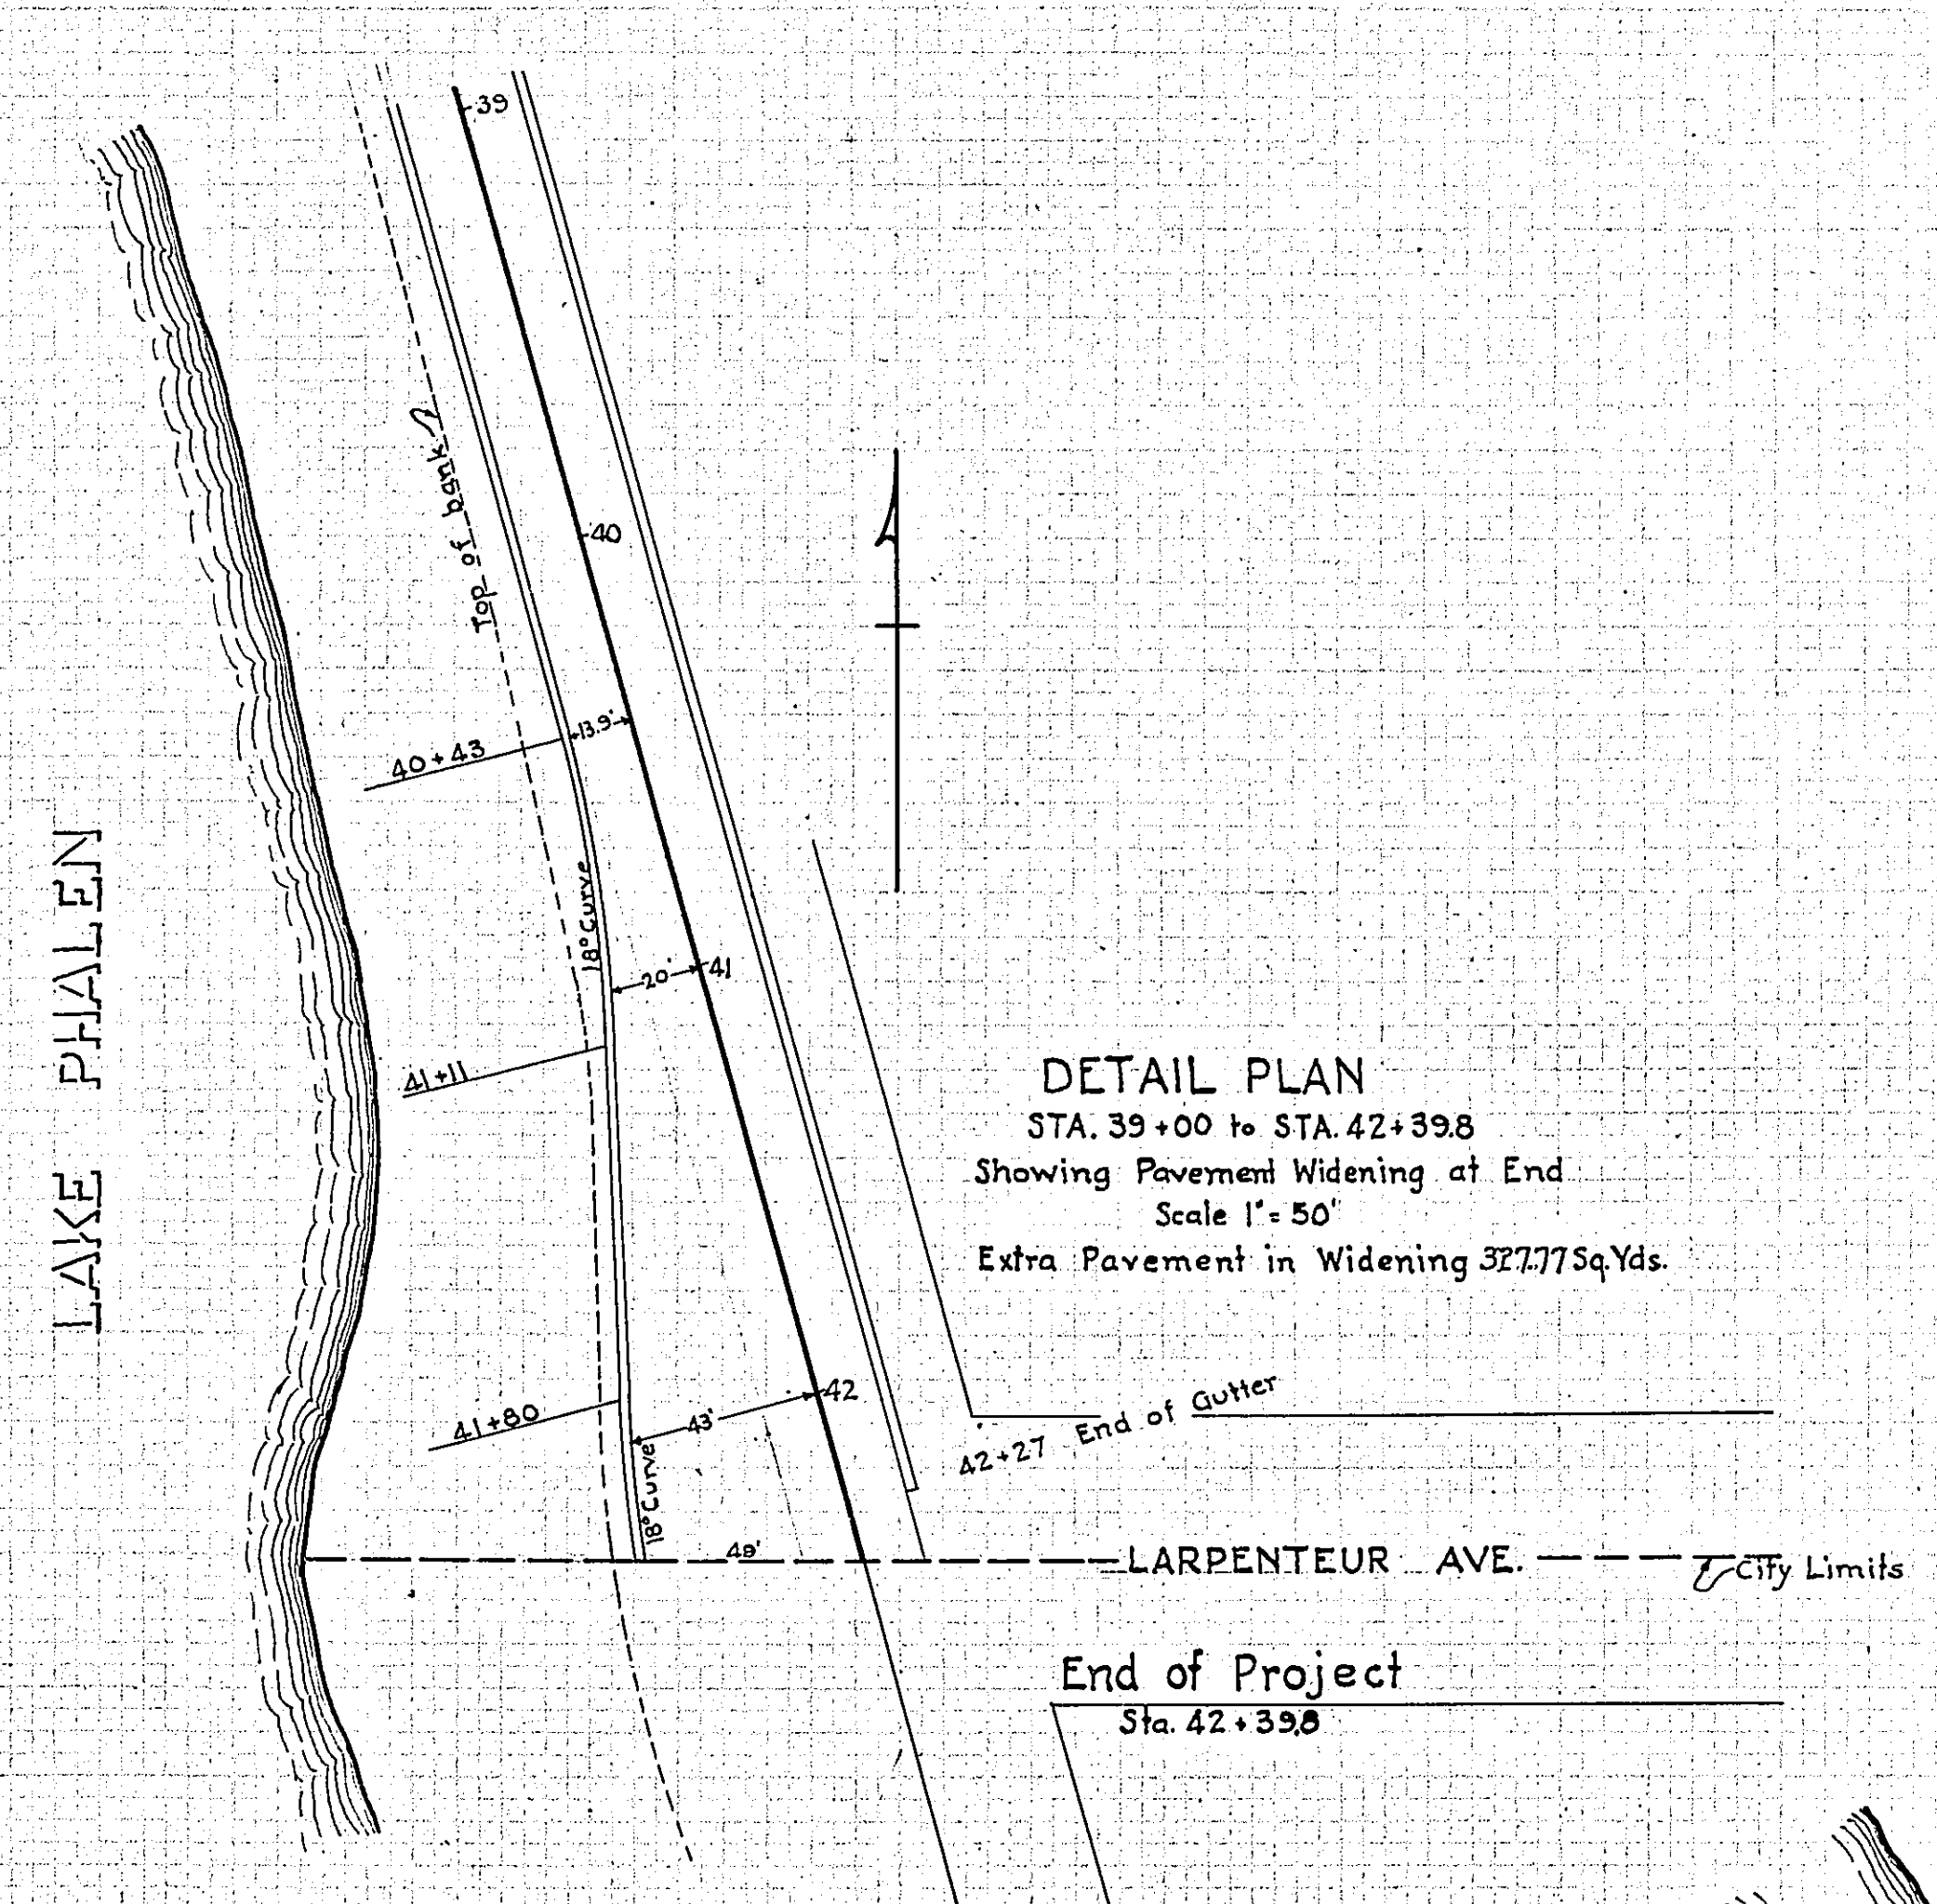 39
40
Top of bank
13.9'
40+43
LAKE PHALEN
18° Curve
20'
41
41+11
DETAIL PLAN
STA. 39+00 to STA. 42+39.8
Showing Pavement Widening at End
Scale 1"= 50'
Extra Pavement in Widening 327.77 Sq. Yds.
42
43'
41+80
42+27 End of Gutter
18° Curve
49'
LARPENTEUR AVE.
City Limits
End of Project
Sta. 42+39.8